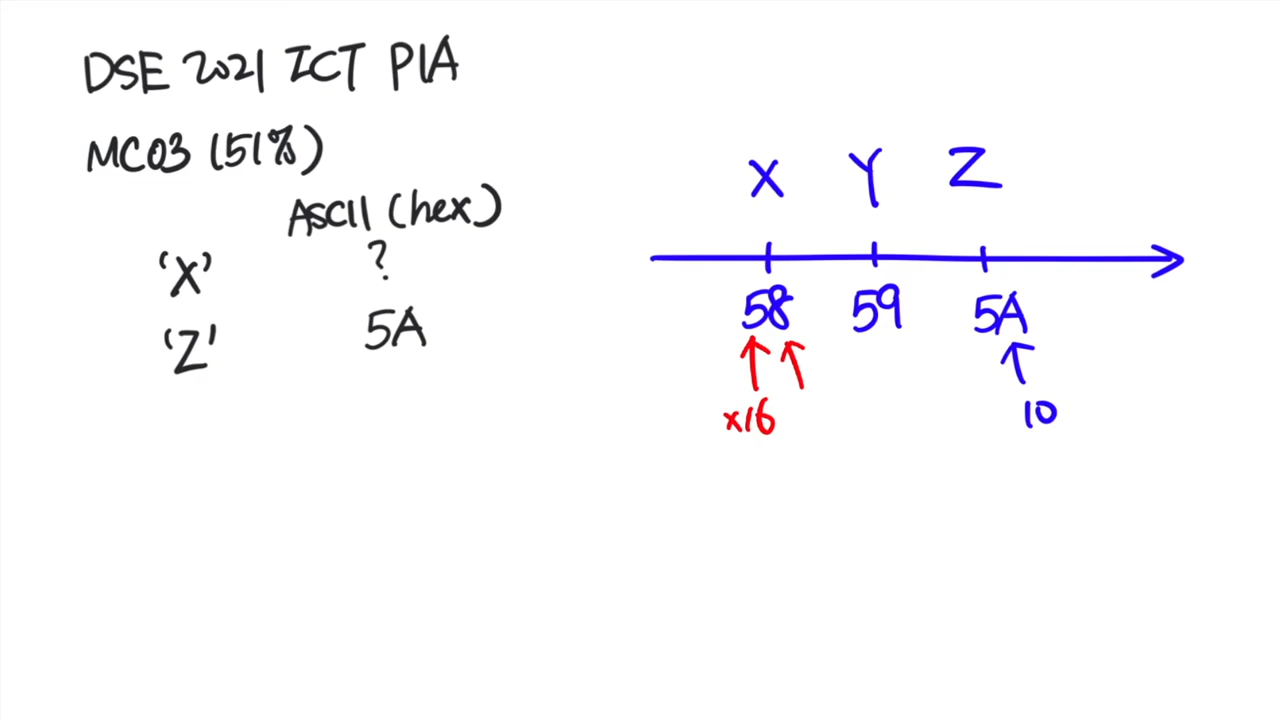 DSE 2021 ICT P1A
MC03 (51%)
ASCII (hex)
'X' ?
'Z' 5A
X Y Z
58 59 5A
x16
10